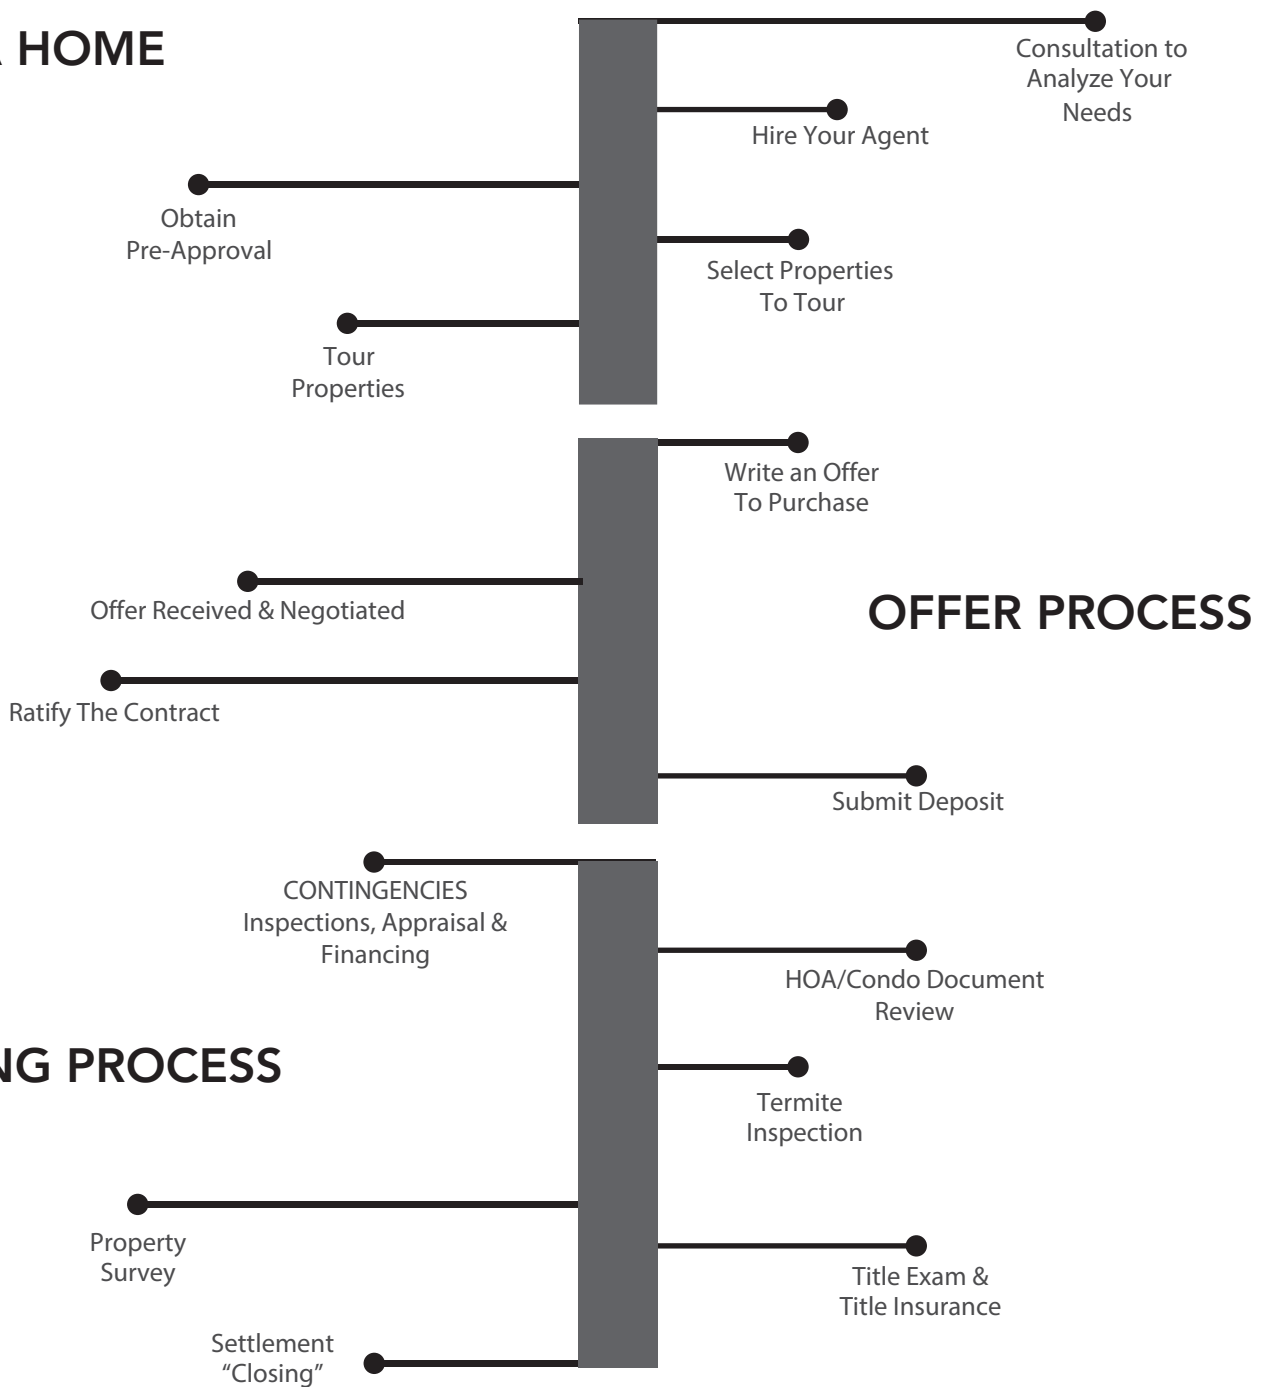 HOME
Consultation to
Analyze Your
Needs
Hire Your Agent
Obtain
Pre-Approval
Select Properties
To Tour
Tour
Properties
Write an Offer
To Purchase
Offer Received & Negotiated
OFFER PROCESS
Ratify The Contract
Submit Deposit
CONTINGENCIES
Inspections, Appraisal &
Financing
HOA/Condo Document
Review
NG PROCESS
Termite
Inspection
Property
Survey
Title Exam &
Title Insurance
Settlement
“Closing”